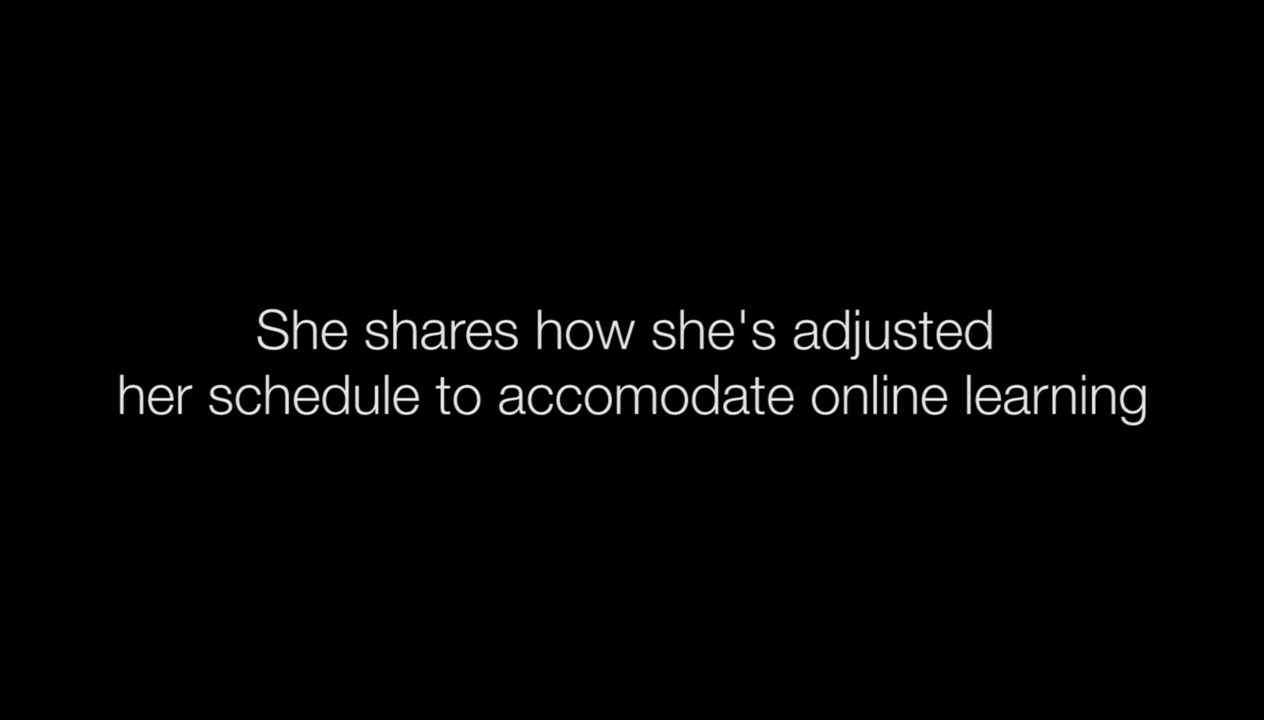 She shares how she's adjusted
her schedule to accomodate online learning